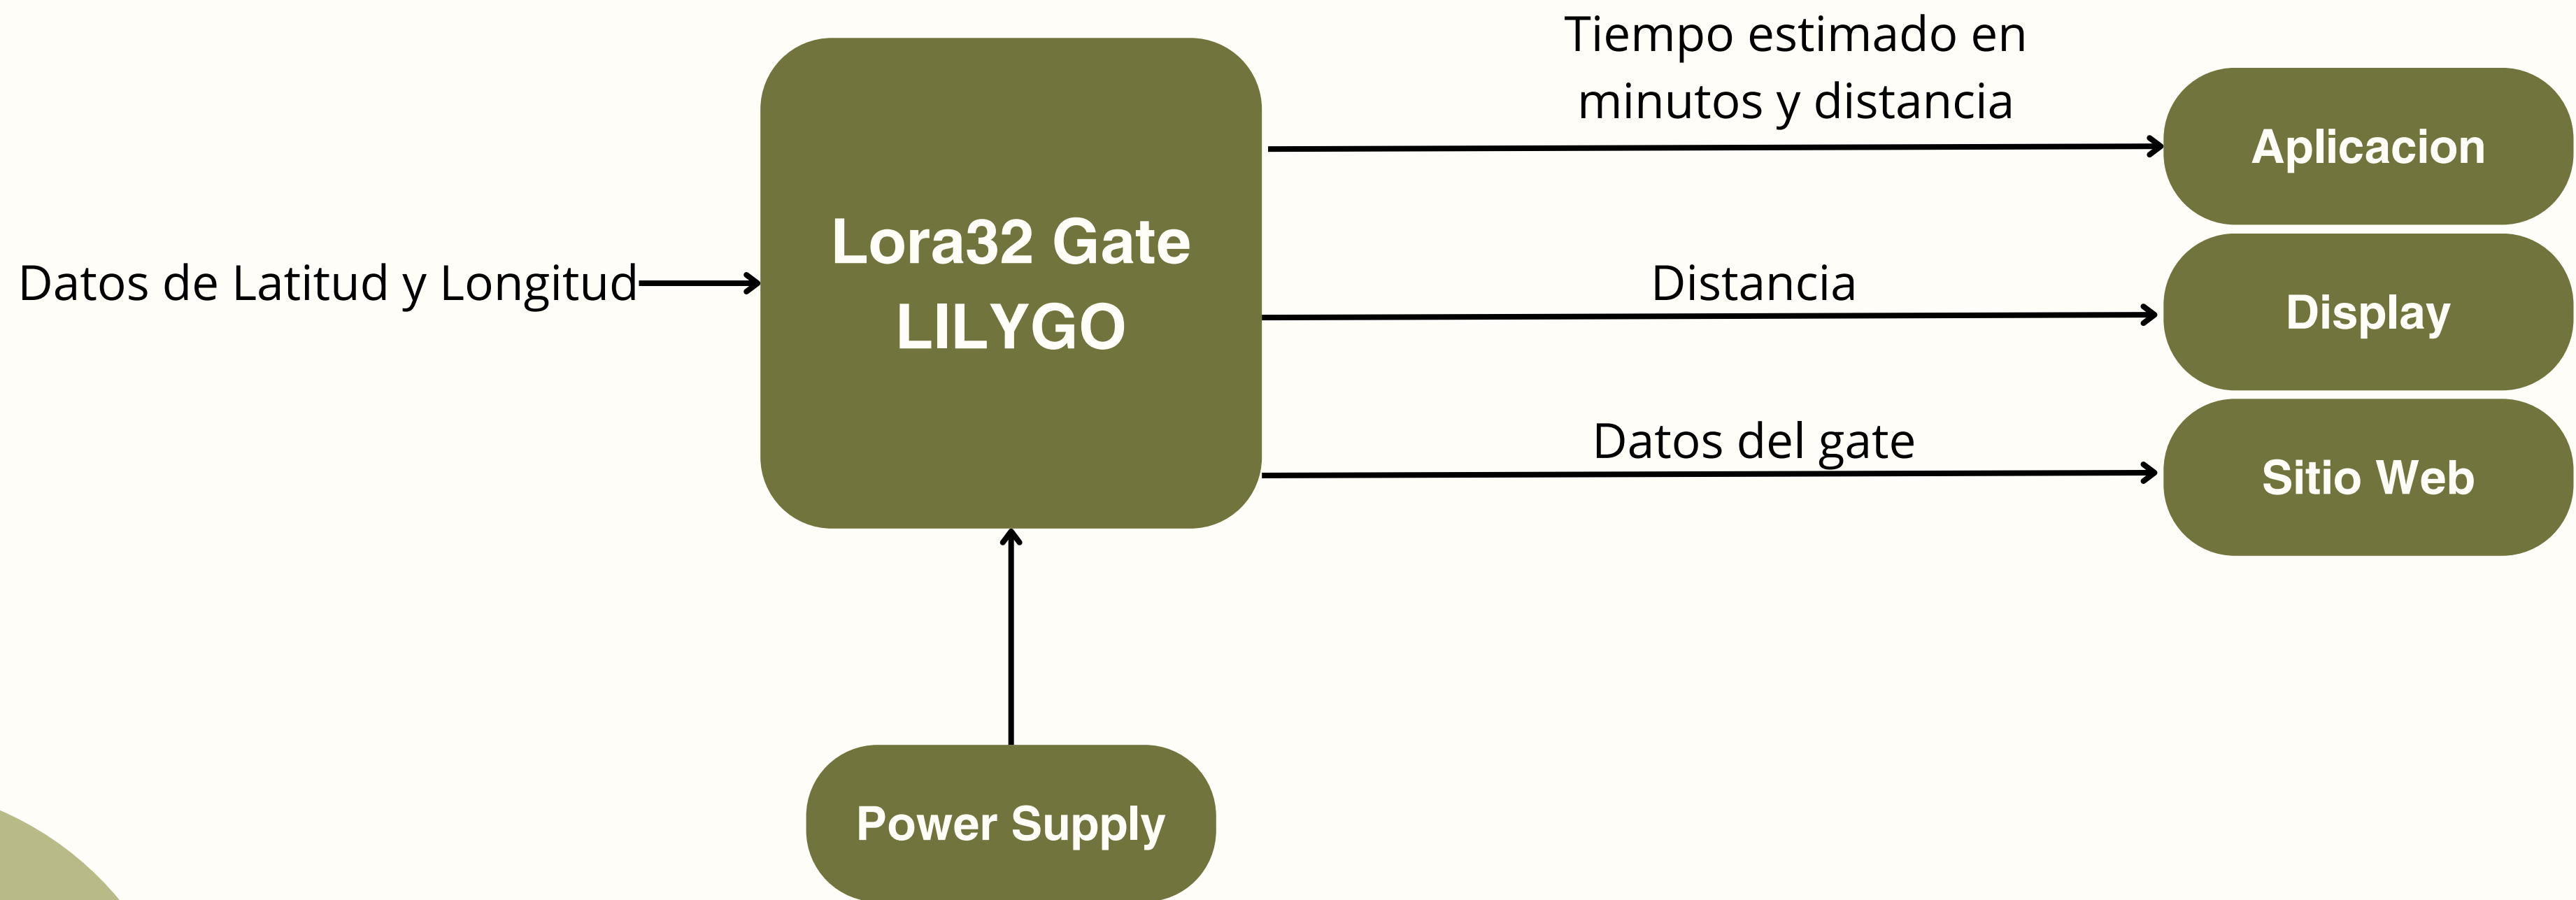 Tiempo estimado en
minutos y distancia
Aplicacion
Lora32 Gate
LILYGO
Datos de Latitud y Longitud
Distancia
Display
Datos del gate
Sitio Web
Power Supply